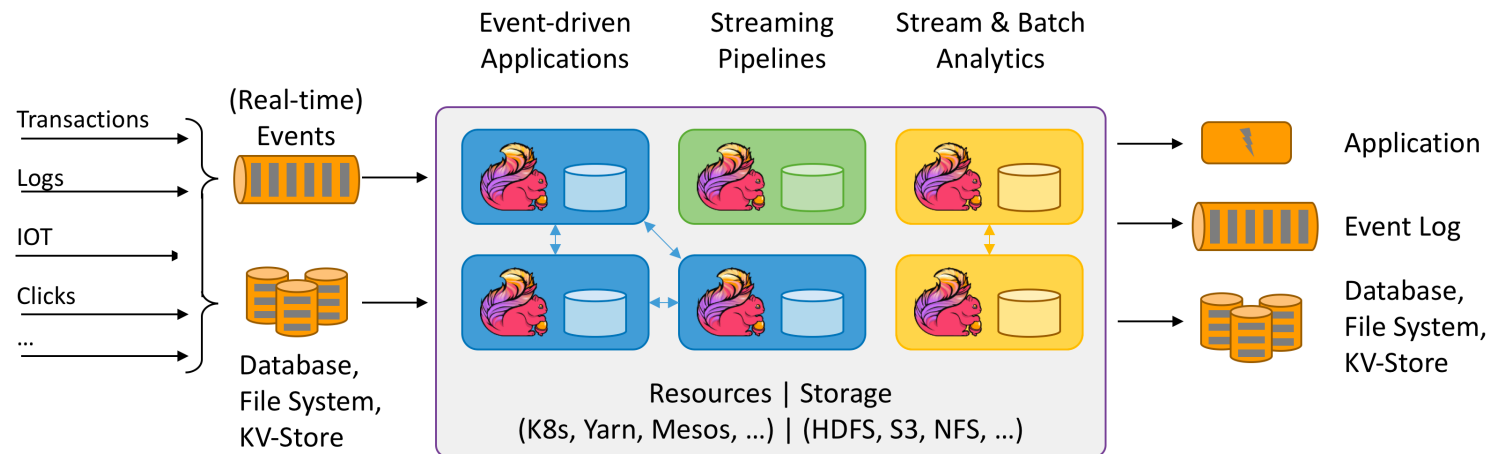 Event-driven
Applications
Streaming
Pipelines
Stream & Batch
Analytics
Transactions
Logs
IOT
Clicks
...
(Real-time)
Events
Database,
File System,
KV-Store
Resources | Storage
(K8s, Yarn, Mesos, ...) | (HDFS, S3, NFS, ...)
Application
Event Log
Database,
File System,
KV-Store